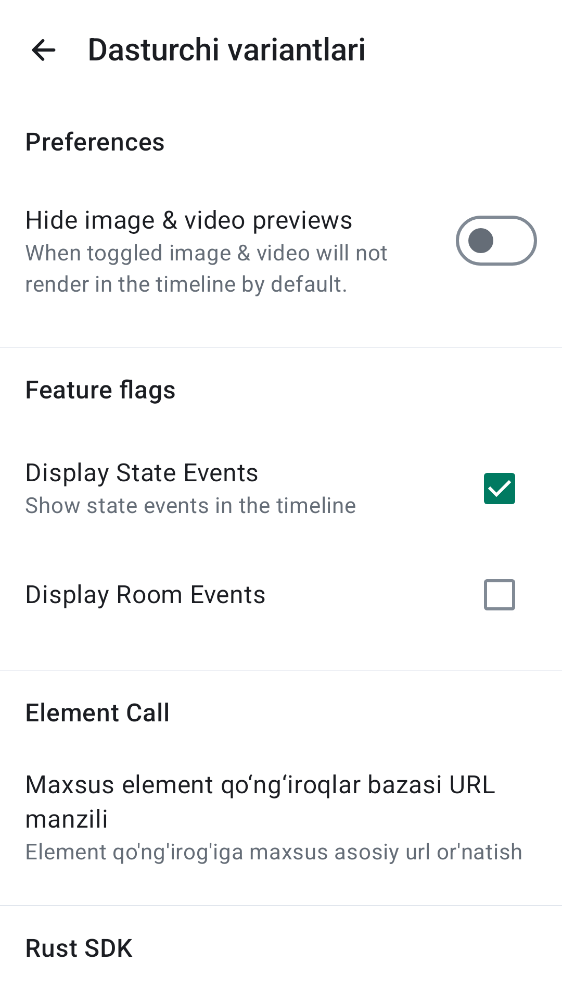 Dasturchi variantlari
Preferences
Hide image & video previews
When toggled image & video will not
render in the timeline by default.
Feature flags
Display State Events
Show state events in the timeline
Display Room Events
Element Call
Maxsus element qo‘ng‘iroqlar bazasi URL
manzili
Element qo'ng'irog'iga maxsus asosiy url or'natish
Rust SDK